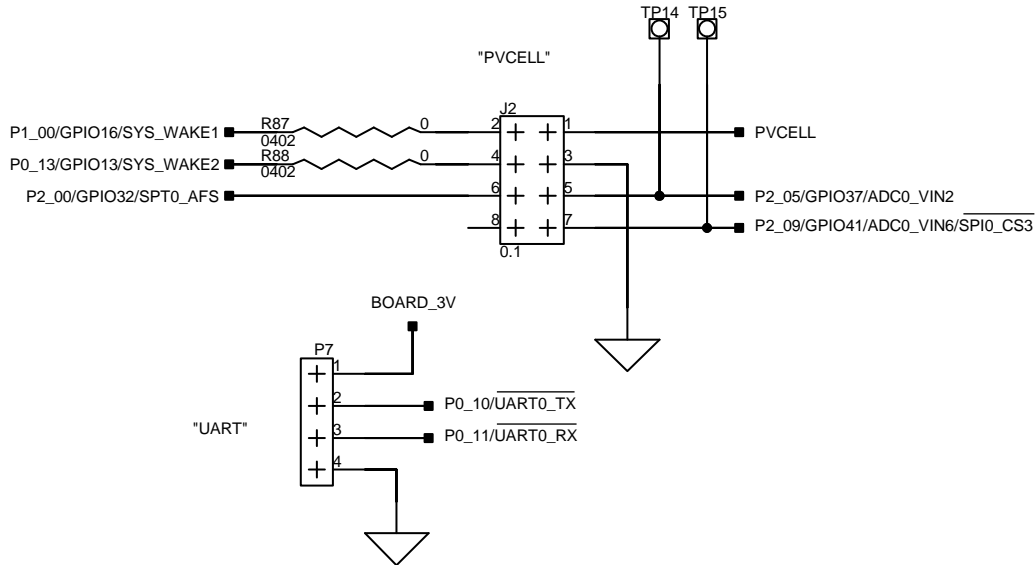 TP14 TP15
"PVCELL"
J2
P1_00/GPIO16/SYS_WAKE1 R87 0 2 1 PVCELL
0402
P0_13/GPIO13/SYS_WAKE2 R88 0 4 3
0402
P2_00/GPIO32/SPT0_AFS 6 5 P2_05/GPIO37/ADC0_VIN2
8 7 P2_09/GPIO41/ADC0_VIN6/SPI0_CS3
0.1
BOARD_3V
P7
1
2 P0_10/UART0_TX
"UART"
3 P0_11/UART0_RX
4